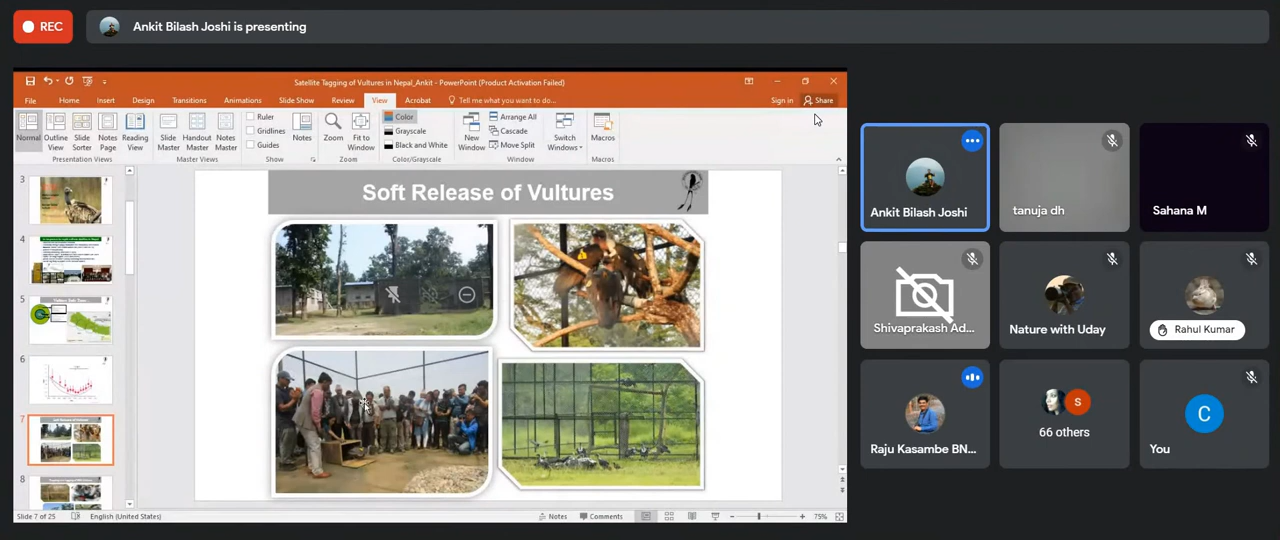 REC
Ankit Bilash Joshi is presenting
Satellite Tagging of Vultures in Nepal_Ankit - PowerPoint (Product Activation Failed)
File Home Insert Design Transitions Animations Slide Show Review View Acrobat Tell me what you want to do... Sign in Share
Normal Outline View Slide Sorter Notes Page Reading View
Presentation Views
Slide Master Handout Master Notes Master
Master Views
Ruler
Gridlines
Guides
Show
Notes
Zoom Fit to Window
Zoom
Color
Grayscale
Black and White
Color/Grayscale
New Window
Arrange All
Cascade
Move Split
Switch Windows
Window
Macros
Macros
3
4
5
6
7
8
Soft Release of Vultures
Slide 7 of 25 English (United States) Notes Comments 75%
Ankit Bilash Joshi
tanuja dh
Sahana M
Shivaprakash Ad...
Nature with Uday
Rahul Kumar
Raju Kasambe BN...
S
66 others
C
You